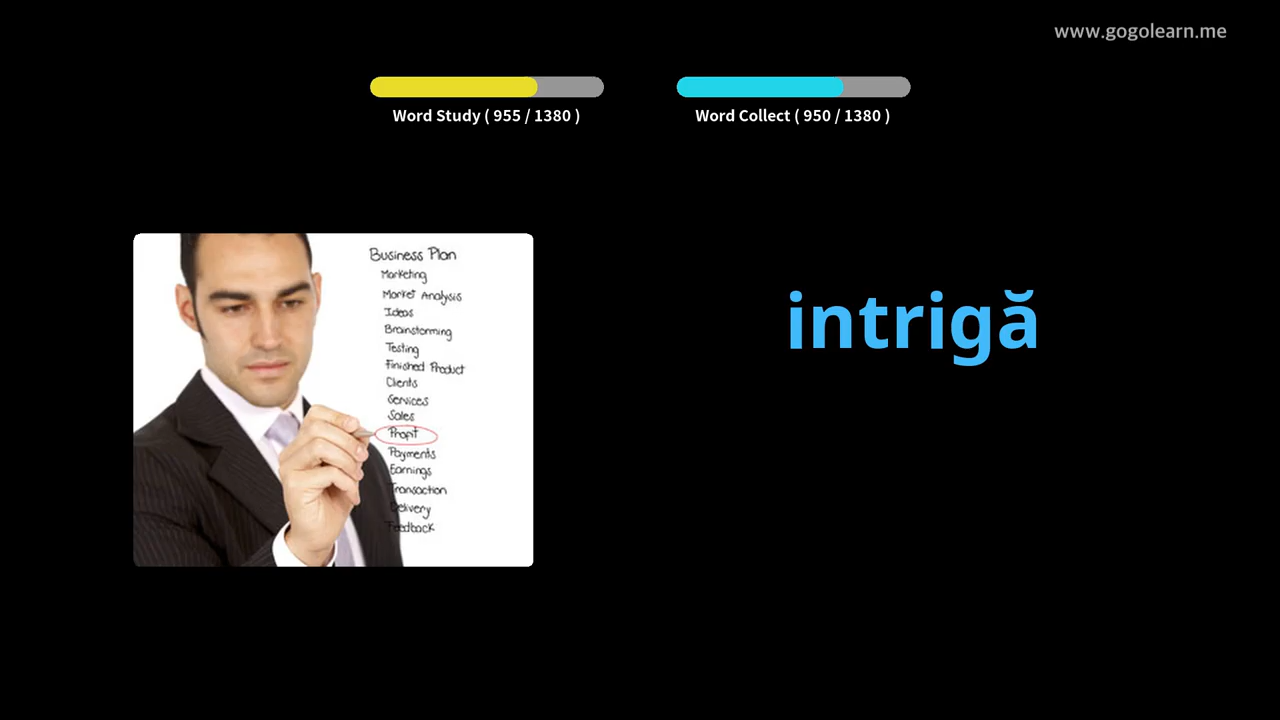 www.gogolearn.me
Word Study ( 955 / 1380 )
Word Collect ( 950 / 1380 )
Business Plan
Marketing
Market Analysis
Ideas
Brainstorming
Testing
Finished Product
Clients
Services
Sales
Profit
Payments
Earnings
Transaction
Delivery
Feedback
intrigă